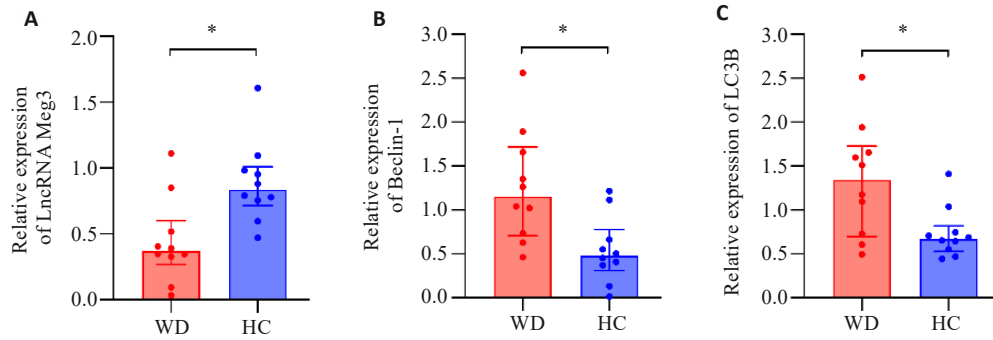 A
Relative expression
of LncRNA Meg3
2.0
1.5
1.0
0.5
0.0
*
WD
HC
B
Relative expression
of Beclin-1
3.0
2.5
2.0
1.5
1.0
0.5
0.0
*
WD
HC
C
Relative expression of LC3B
3.0
2.5
2.0
1.5
1.0
0.5
0.0
*
WD
HC